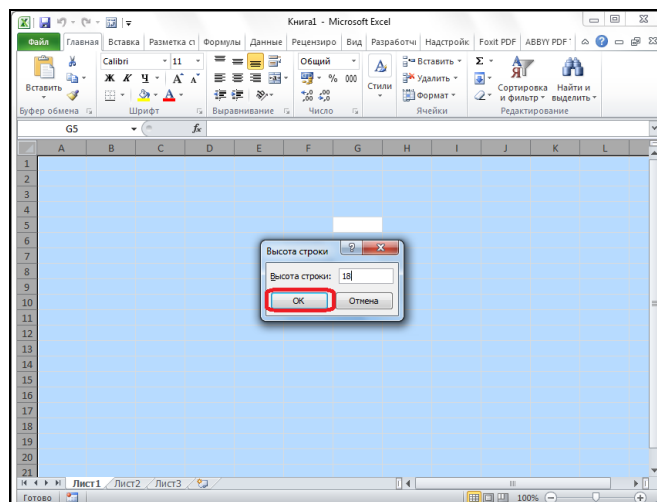 Книга1 - Microsoft Excel
Файл Главная Вставка Разметка ст Формулы Данные Рецензиро Вид Разработч Надстройк Foxit PDF ABBYY PDF
Вставить
Calibri 11
Ж К Ч A A
A
Общий
% 000
Стили
Вставить
Удалить
Формат
Σ
Сортировка и фильтр
Найти и выделить
Буфер обмена Шрифт Выравнивание Число Ячейки Редактирование
G5 fx
A B C D E F G H I J K L
1
2
3
4
5
6
7
8
9
10
11
12
13
14
15
16
17
18
19
20
21
Высота строки
Высота строки: 18
ОК Отмена
Лист1 Лист2 Лист3
Готово 100%